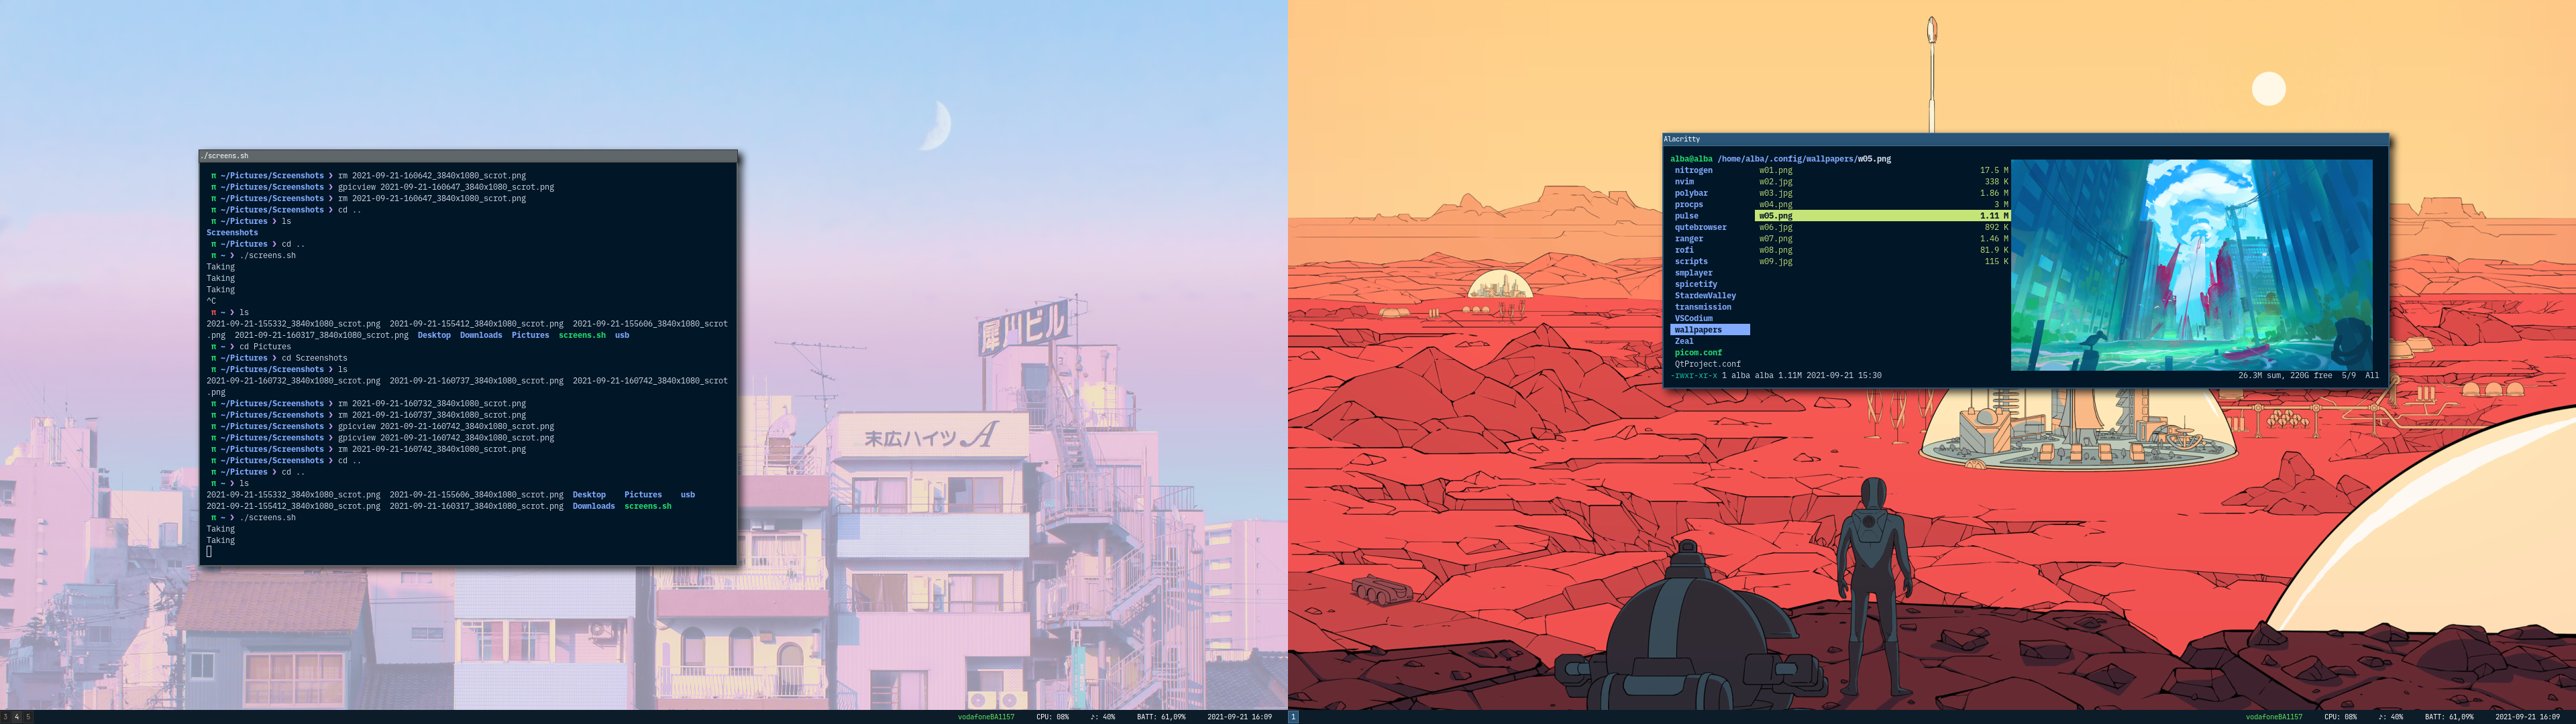 ./screens.sh
π ~/Pictures/Screenshots ❯ rm 2021-09-21-160642_3840x1080_scrot.png
π ~/Pictures/Screenshots ❯ gpicview 2021-09-21-160647_3840x1080_scrot.png
π ~/Pictures/Screenshots ❯ rm 2021-09-21-160647_3840x1080_scrot.png
π ~/Pictures/Screenshots ❯ cd ..
π ~/Pictures ❯ ls
Screenshots
π ~/Pictures ❯ cd ..
π ~ ❯ ./screens.sh
Taking
Taking
Taking
^C
π ~ ❯ ls
2021-09-21-155332_3840x1080_scrot.png 2021-09-21-155412_3840x1080_scrot.png 2021-09-21-155606_3840x1080_scrot
.png 2021-09-21-160317_3840x1080_scrot.png Desktop Downloads Pictures screens.sh usb
π ~ ❯ cd Pictures
π ~/Pictures ❯ cd Screenshots
π ~/Pictures/Screenshots ❯ ls
2021-09-21-160732_3840x1080_scrot.png 2021-09-21-160737_3840x1080_scrot.png 2021-09-21-160742_3840x1080_scrot
.png
π ~/Pictures/Screenshots ❯ rm 2021-09-21-160732_3840x1080_scrot.png
π ~/Pictures/Screenshots ❯ rm 2021-09-21-160737_3840x1080_scrot.png
π ~/Pictures/Screenshots ❯ gpicview 2021-09-21-160742_3840x1080_scrot.png
π ~/Pictures/Screenshots ❯ gpicview 2021-09-21-160742_3840x1080_scrot.png
π ~/Pictures/Screenshots ❯ rm 2021-09-21-160742_3840x1080_scrot.png
π ~/Pictures/Screenshots ❯ cd ..
π ~/Pictures ❯ cd ..
π ~ ❯ ls
2021-09-21-155332_3840x1080_scrot.png 2021-09-21-155606_3840x1080_scrot.png Desktop Pictures usb
2021-09-21-155412_3840x1080_scrot.png 2021-09-21-160317_3840x1080_scrot.png Downloads screens.sh
π ~ ❯ ./screens.sh
Taking
Taking
犀川ビル
末広ハイツA
3 4 5
vodafoneBA1157 CPU: 08% ♪: 40% BATT: 61,09% 2021-09-21 16:09
Alacritty
alba@alba /home/alba/.config/wallpapers/w05.png
nitrogen w01.png 17.5 M
nvim w02.jpg 338 K
polybar w03.jpg 1.86 M
procps w04.png 3 M
pulse w05.png 1.11 M
qutebrowser w06.jpg 892 K
ranger w07.png 1.46 M
rofi w08.png 81.9 K
scripts w09.jpg 115 K
smplayer
spicetify
StardewValley
transmission
VSCodium
wallpapers
Zeal
picom.conf
QtProject.conf
-rwxr-xr-x 1 alba alba 1.11M 2021-09-21 15:30 26.3M sum, 220G free 5/9 All
1
vodafoneBA1157 CPU: 08% ♪: 40% BATT: 61,09% 2021-09-21 16:09